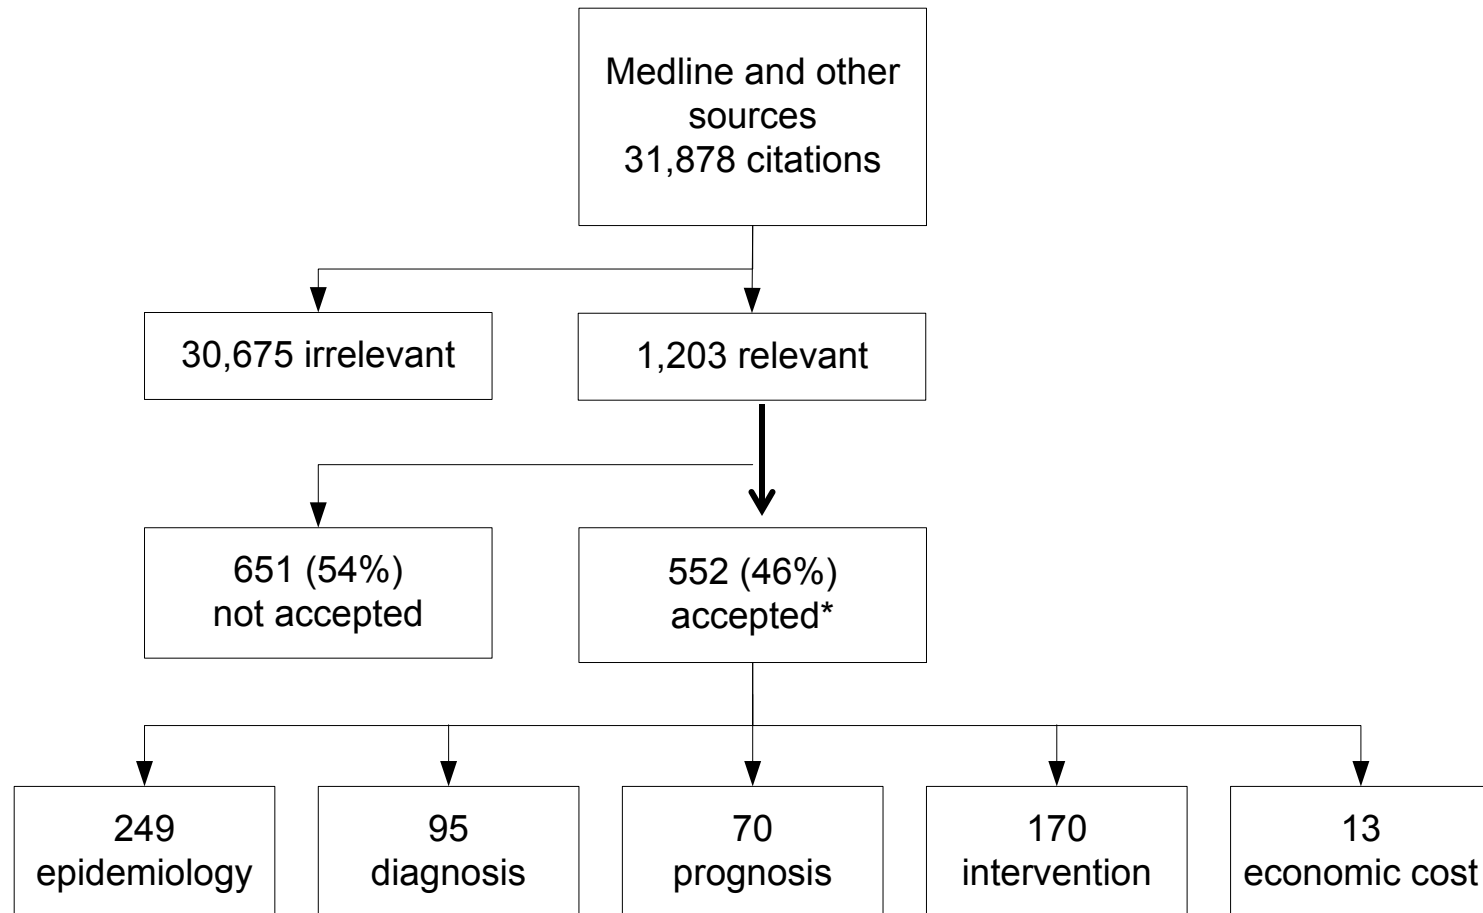 Medline and other
sources
31,878 citations
30,675 irrelevant
1,203 relevant
651 (54%)
not accepted
552 (46%)
accepted*
249
epidemiology
95
diagnosis
70
prognosis
170
intervention
13
economic cost